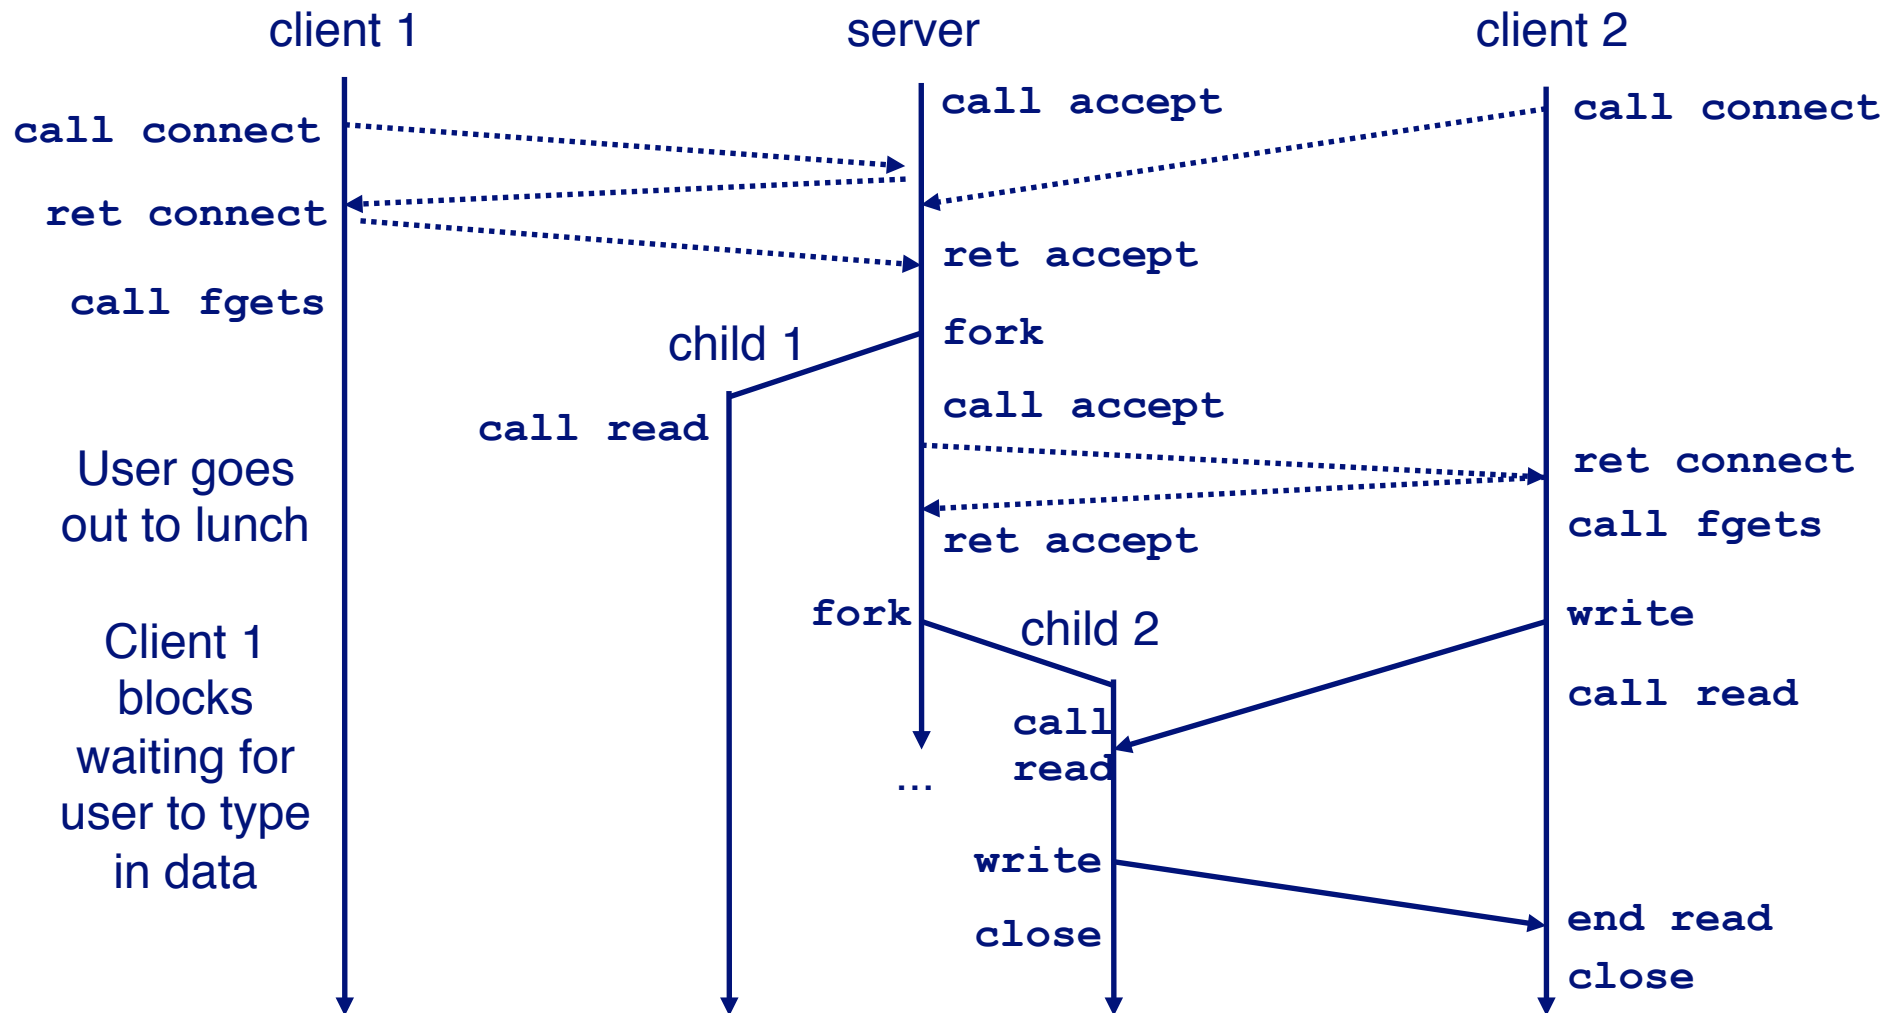 client 1
server
client 2
call accept
call connect
call connect
ret connect
ret accept
call fgets
fork
child 1
call accept
call read
User goes
out to lunch
ret connect
call fgets
ret accept
fork
child 2
write
Client 1
blocks
waiting for
user to type
in data
call read
call
read
...
write
end read
close
close